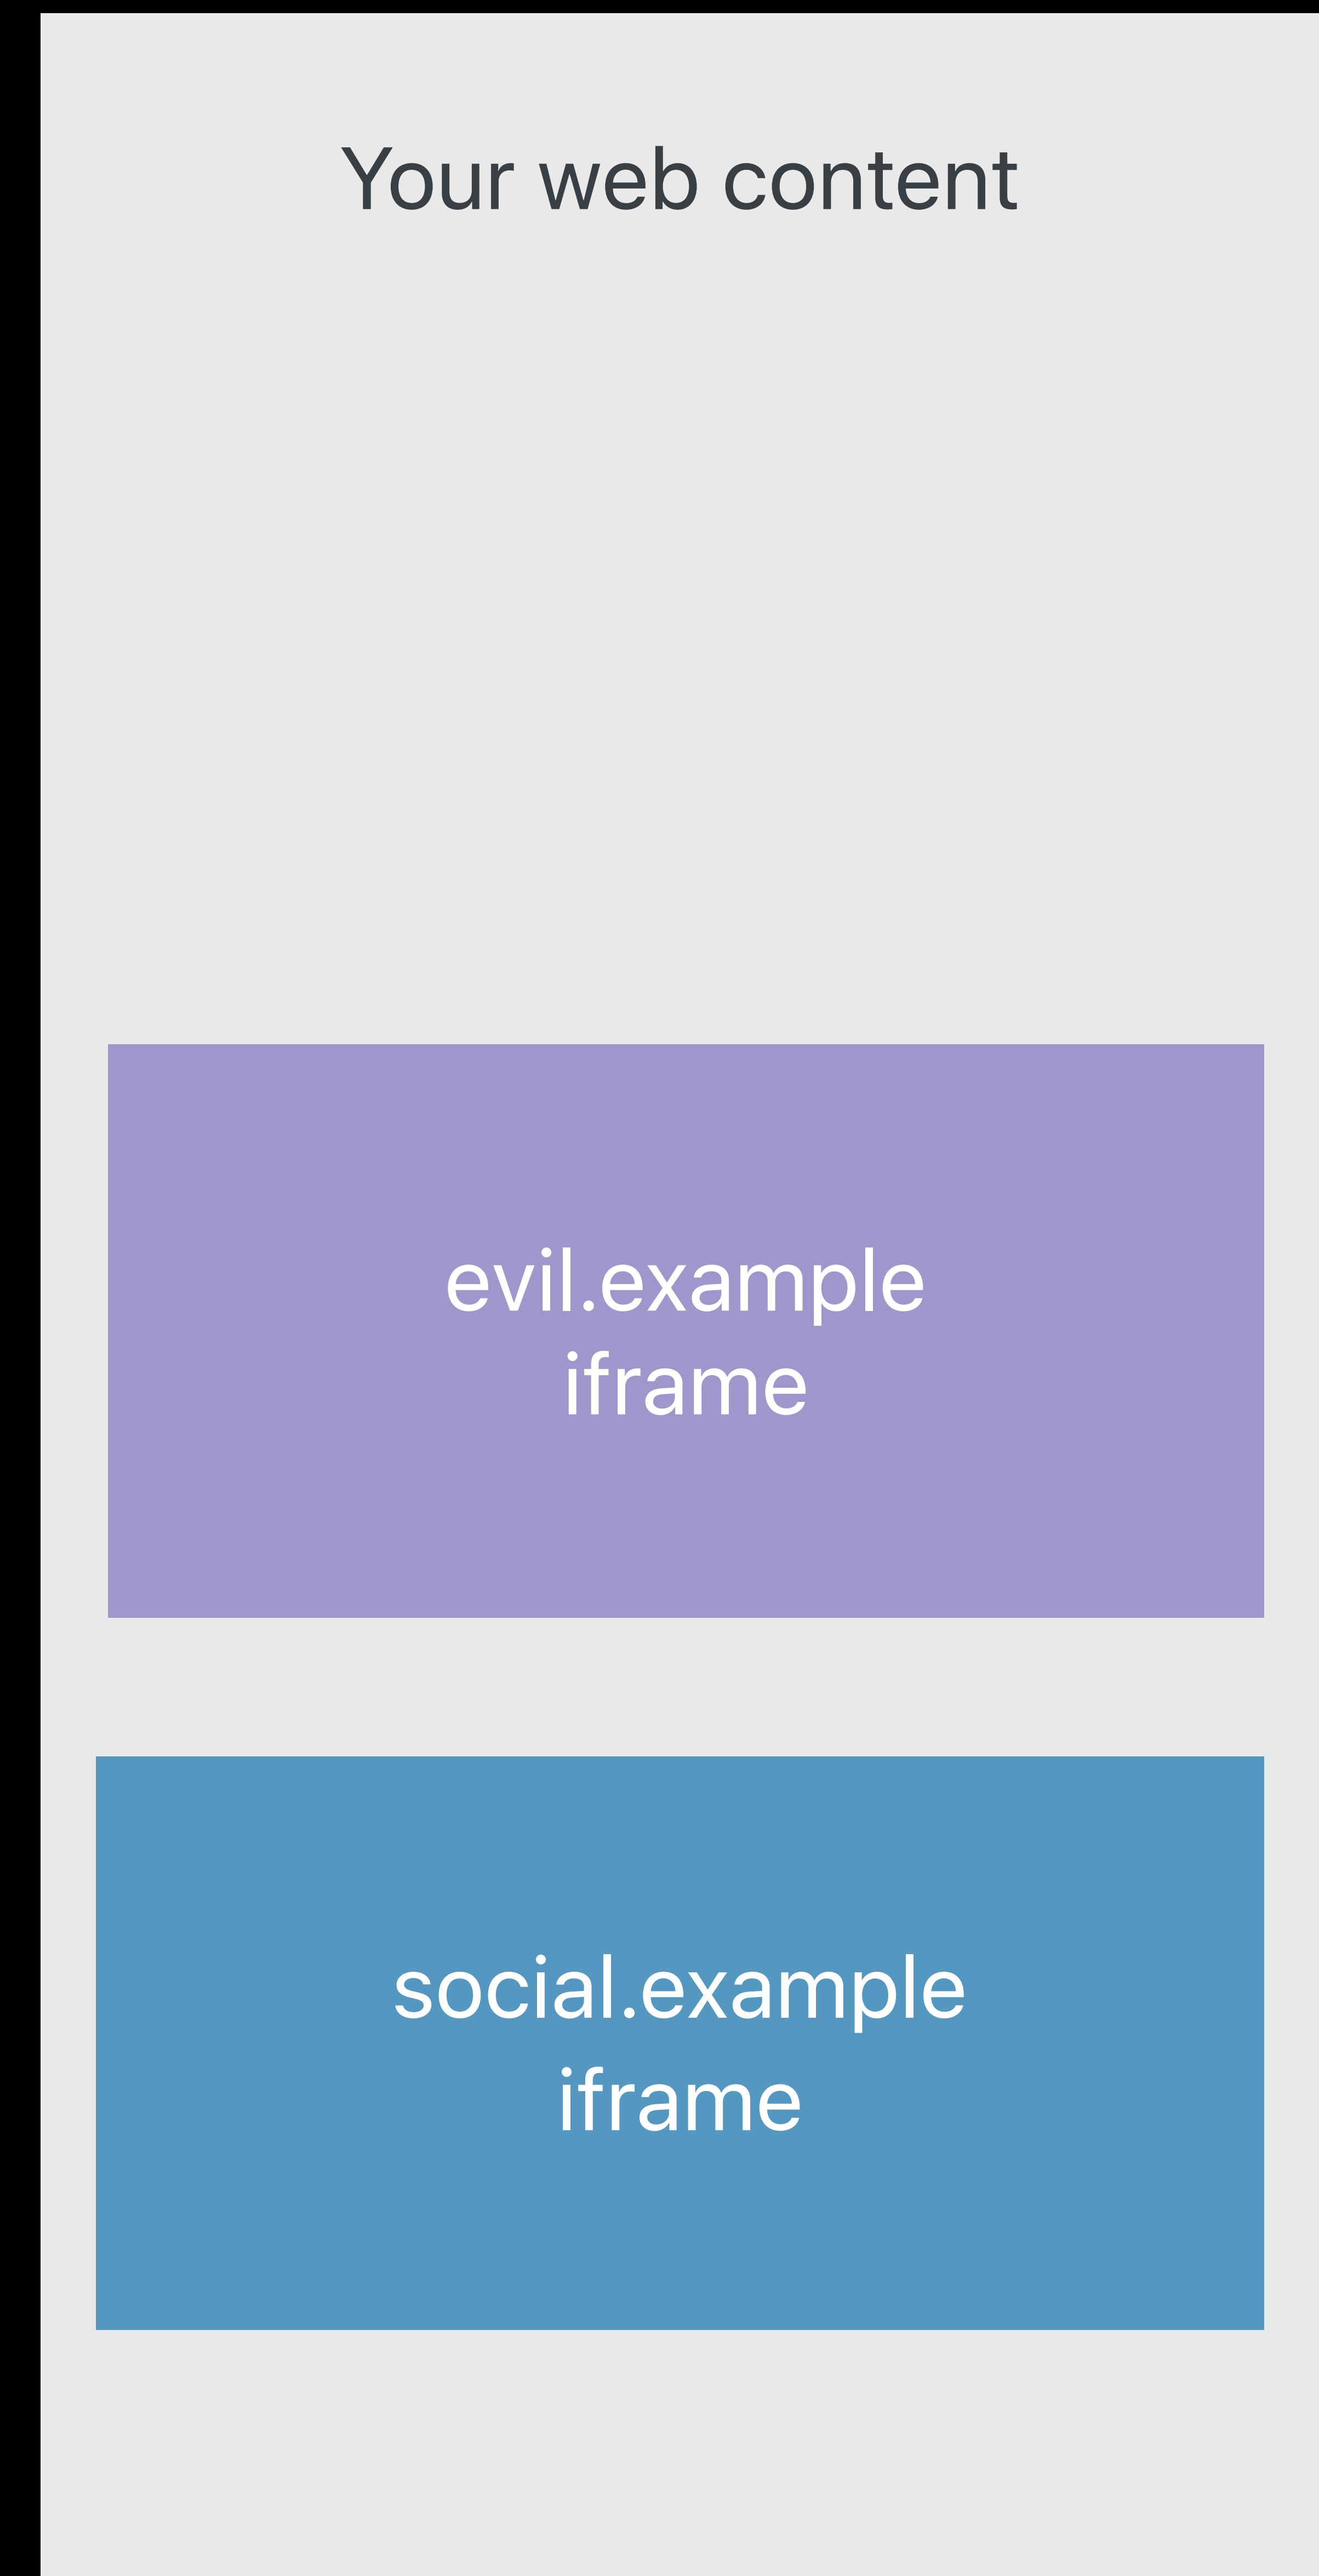 Your web content
evil.example
iframe
social.example
iframe